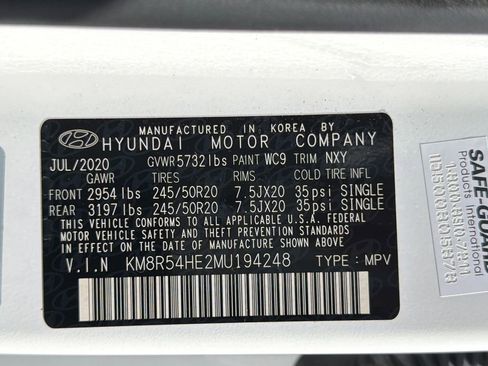 MANUFACTURED IN KOREA BY
HYUNDAI MOTOR COMPANY
JUL/2020 GVWR 5732 lbs PAINT WC9 TRIM NXY
GAWR TIRES RIMS COLD TIRE INFL
FRONT 2954 lbs 245/50R20 7.5JX20 35psi SINGLE
REAR 3197 lbs 245/50R20 7.5JX20 35psi SINGLE
THIS VEHICLE CONFORMS TO ALL APPLICABLE U.S.A. FEDERAL
MOTOR VEHICLE SAFETY, BUMPER, AND THEFT PREVENTION
STANDARDS IN EFFECT ON THE DATE OF MANUFACTURE SHOWN ABOVE.
V.I.N KM8R54HE2MU194248 TYPE : MPV
SAFE-GUARD
Products International